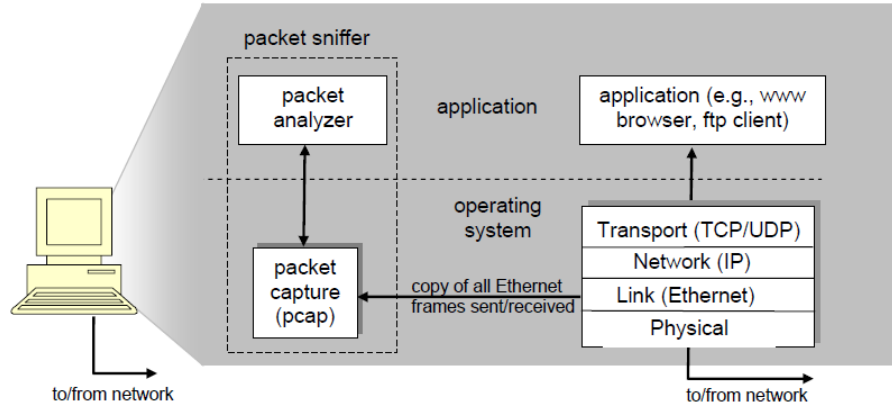 packet sniffer
packet
analyzer
application
application (e.g., www
browser, ftp client)
operating
system
packet
capture
(pcap)
copy of all Ethernet
frames sent/received
Transport (TCP/UDP)
Network (IP)
Link (Ethernet)
Physical
to/from network
to/from network